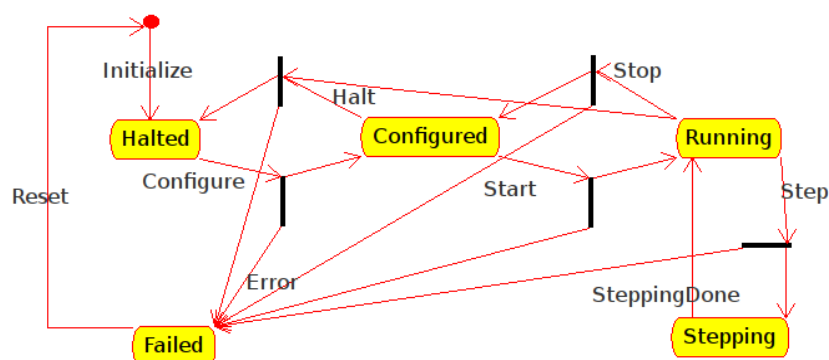 Initialize
Stop
Halt
Halted
Configured
Running
Configure
Start
Step
Reset
Error
SteppingDone
Failed
Stepping